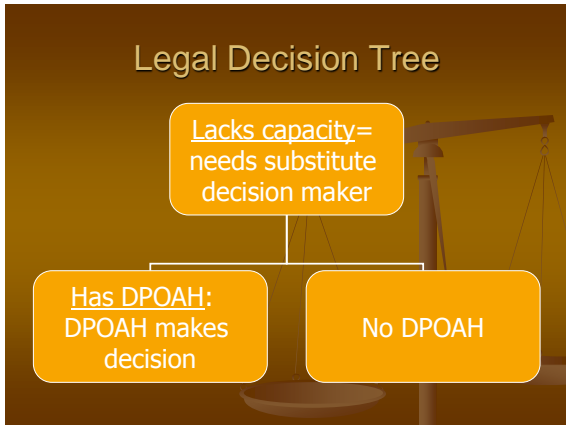 Legal Decision Tree
Lacks capacity=
needs substitute
decision maker
Has DPOAH:
DPOAH makes
decision
No DPOAH